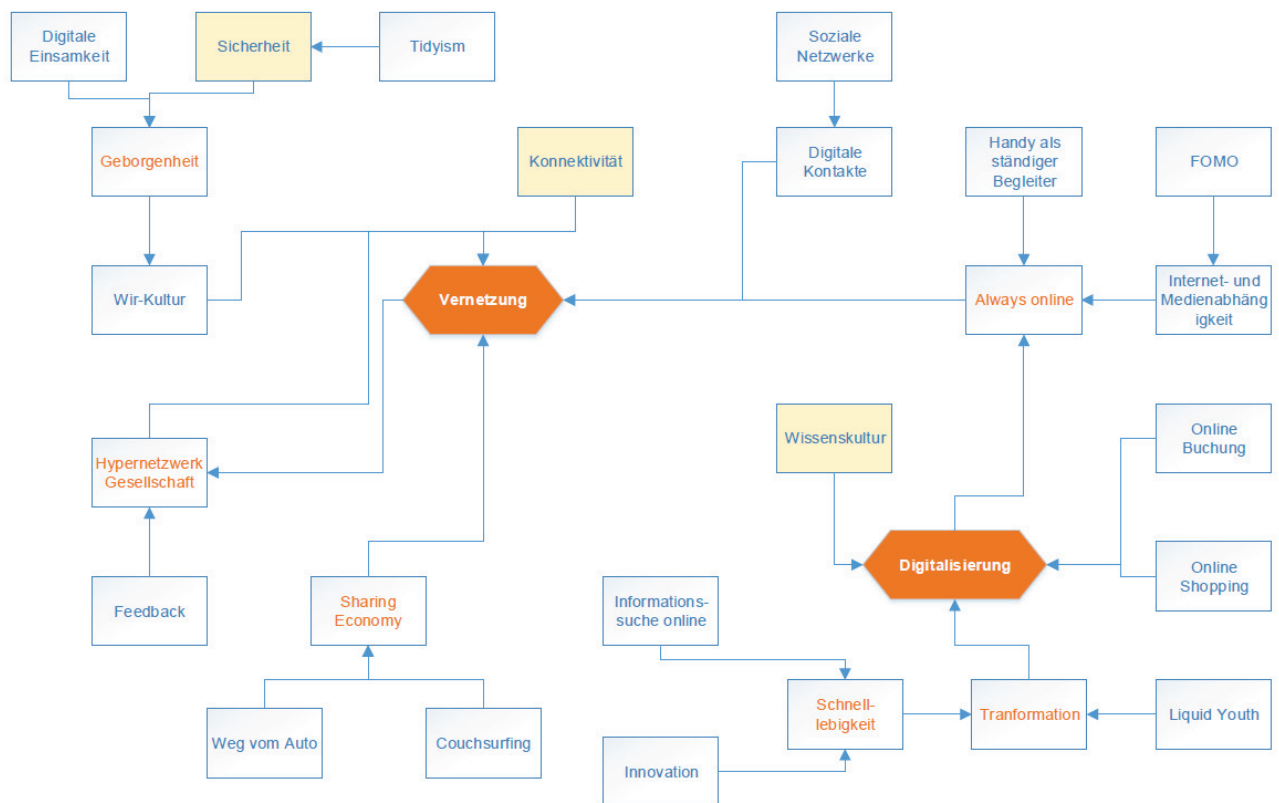 Digitale
Einsamkeit
Sicherheit
Tidyism
Soziale
Netzwerke
Geborgenheit
Konnektivität
Digitale
Kontakte
Handy als
ständiger
Begleiter
FOMO
Wir-Kultur
Vernetzung
Always online
Internet- und
Medienabhäng
igkeit
Hypernetzwerk
Gesellschaft
Wissenskultur
Online
Buchung
Feedback
Sharing
Economy
Informations-
suche online
Digitalisierung
Online
Shopping
Weg vom Auto
Couchsurfing
Schnell-
lebigkeit
Tranformation
Liquid Youth
Innovation